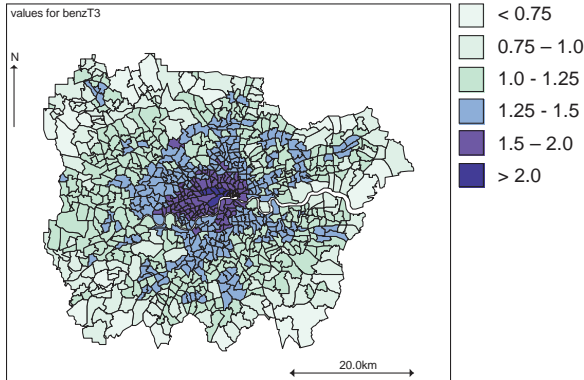 values for benzT3
N
20.0km
< 0.75
0.75 – 1.0
1.0 - 1.25
1.25 - 1.5
1.5 – 2.0
> 2.0